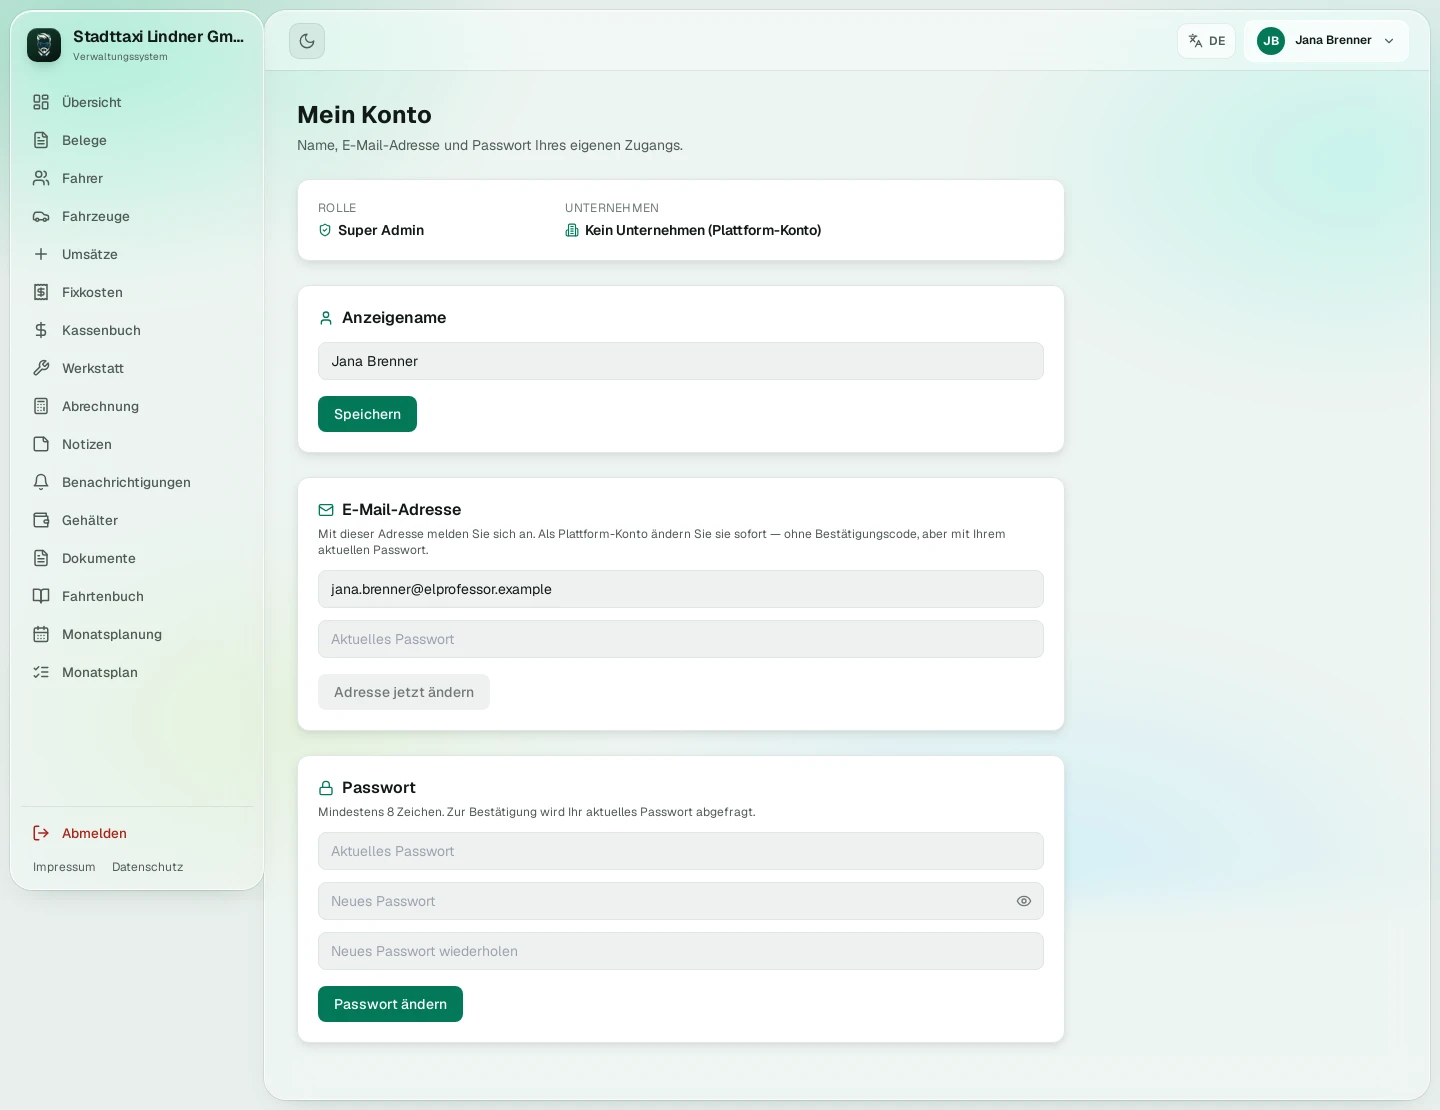 Stadttaxi Lindner Gm...
Verwaltungssystem
Übersicht
Belege
Fahrer
Fahrzeuge
Umsätze
Fixkosten
Kassenbuch
Werkstatt
Abrechnung
Notizen
Benachrichtigungen
Gehälter
Dokumente
Fahrtenbuch
Monatsplanung
Monatsplan
Abmelden
Impressum Datenschutz
DE
JB Jana Brenner
Mein Konto
Name, E-Mail-Adresse und Passwort Ihres eigenen Zugangs.
ROLLE
Super Admin
UNTERNEHMEN
Kein Unternehmen (Plattform-Konto)
Anzeigename
Jana Brenner
Speichern
E-Mail-Adresse
Mit dieser Adresse melden Sie sich an. Als Plattform-Konto ändern Sie sie sofort — ohne Bestätigungscode, aber mit Ihrem
aktuellen Passwort.
jana.brenner@elprofessor.example
Aktuelles Passwort
Adresse jetzt ändern
Passwort
Mindestens 8 Zeichen. Zur Bestätigung wird Ihr aktuelles Passwort abgefragt.
Aktuelles Passwort
Neues Passwort
Neues Passwort wiederholen
Passwort ändern